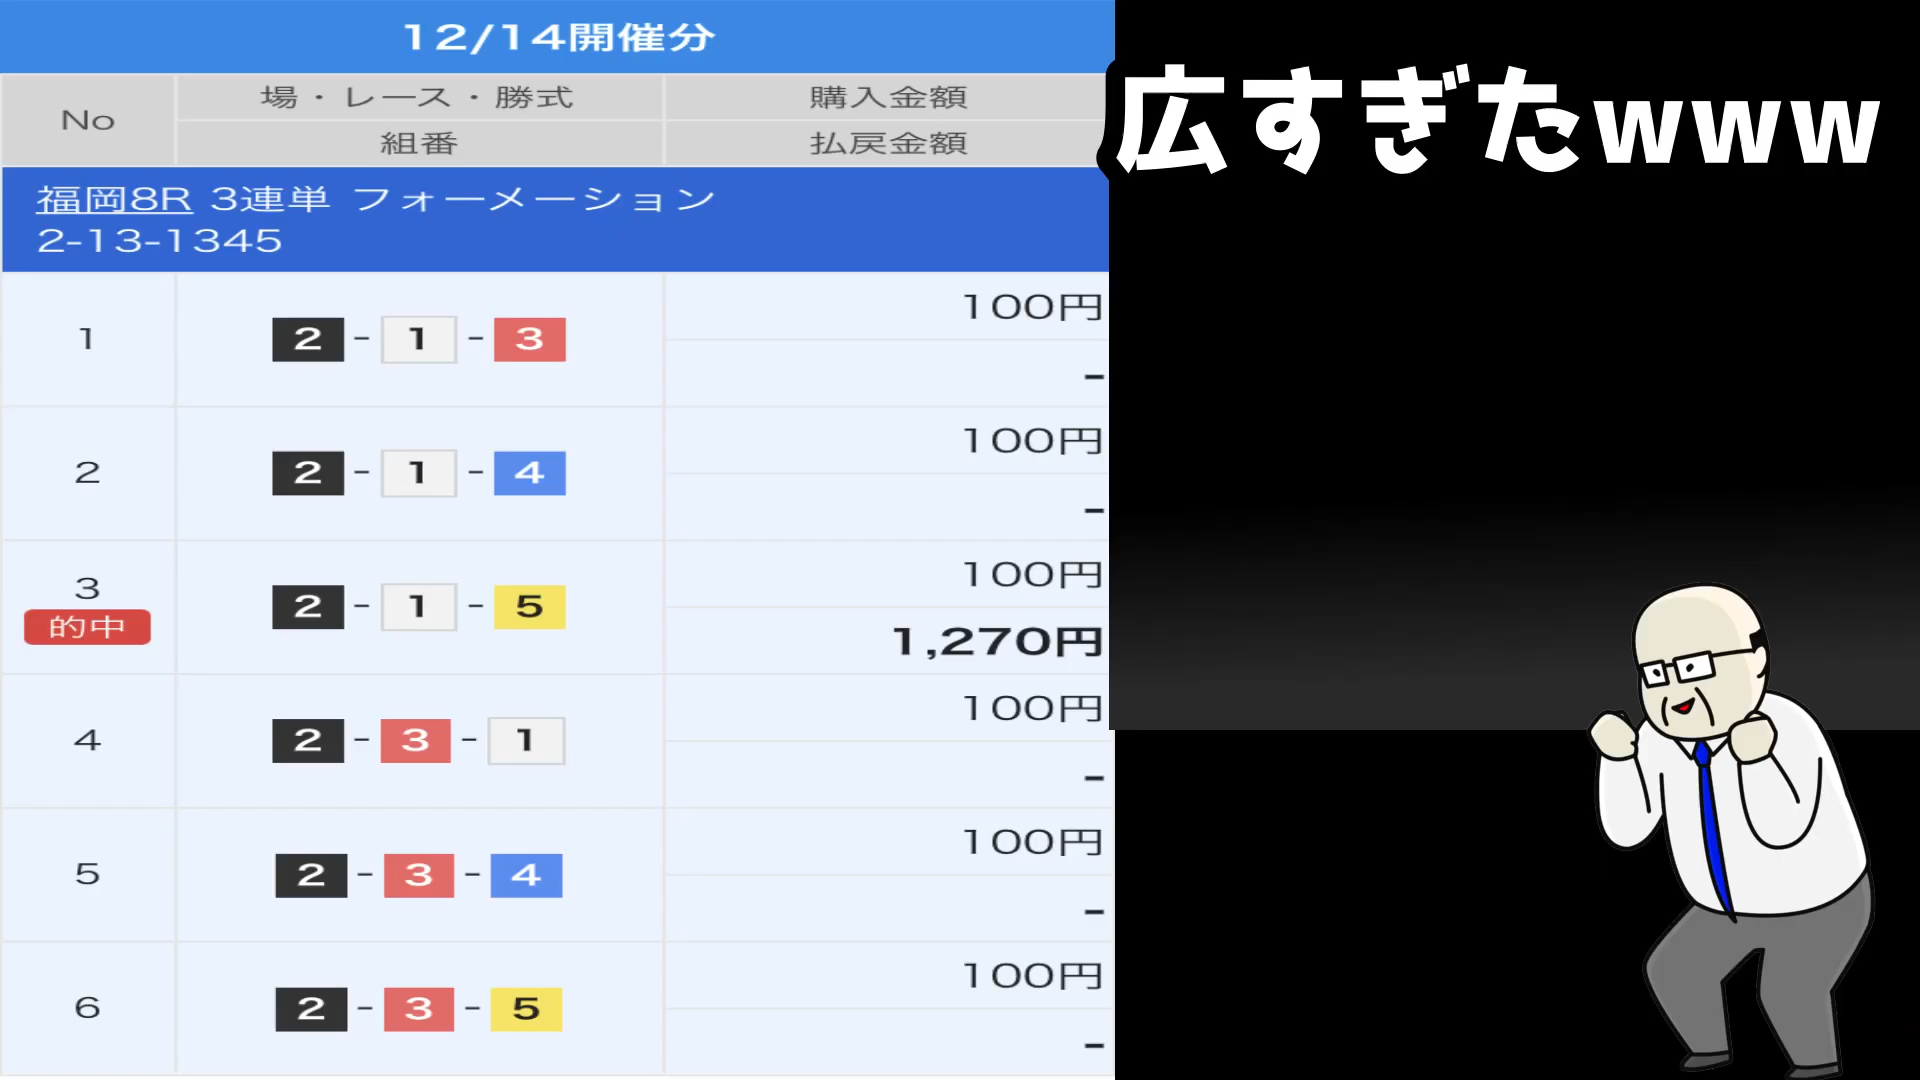 12/14開催分
No
場・レース・勝式
購入金額
組番
払戻金額
広すぎたwww
福岡8R 3連単 フォーメーション
2-13-1345
1
2-1-3
100円
-
2
2-1-4
100円
-
3
的中
2-1-5
100円
1,270円
4
2-3-1
100円
-
5
2-3-4
100円
-
6
2-3-5
100円
-